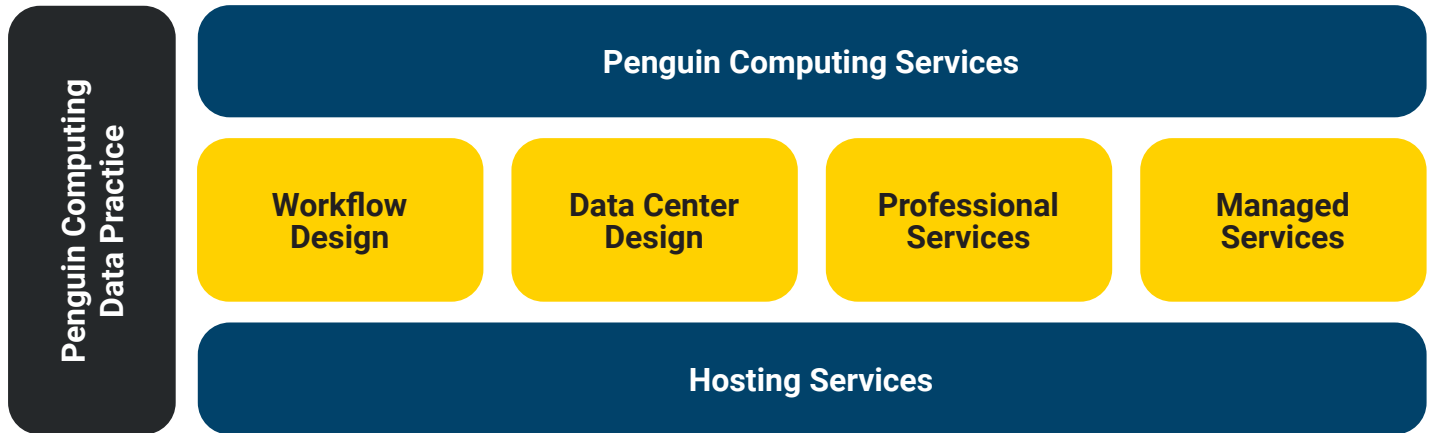 Penguin Computing
Data Practice
Penguin Computing Services
Workflow
Design
Data Center
Design
Professional
Services
Managed
Services
Hosting Services